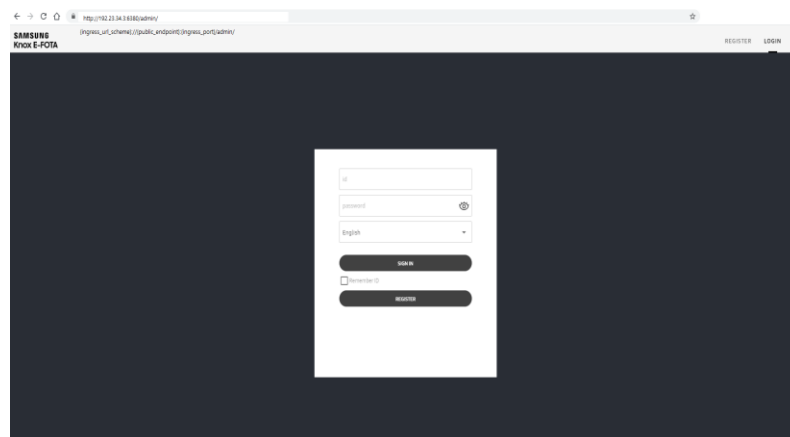 http://192.23.34.3:6380/admin/
SAMSUNG
Knox E-FOTA
{ingress_url_scheme}://{public_endpoint}:{ingress_port}/admin/
REGISTER
LOGIN
id
password
English
SIGN IN
Remember ID
REGISTER